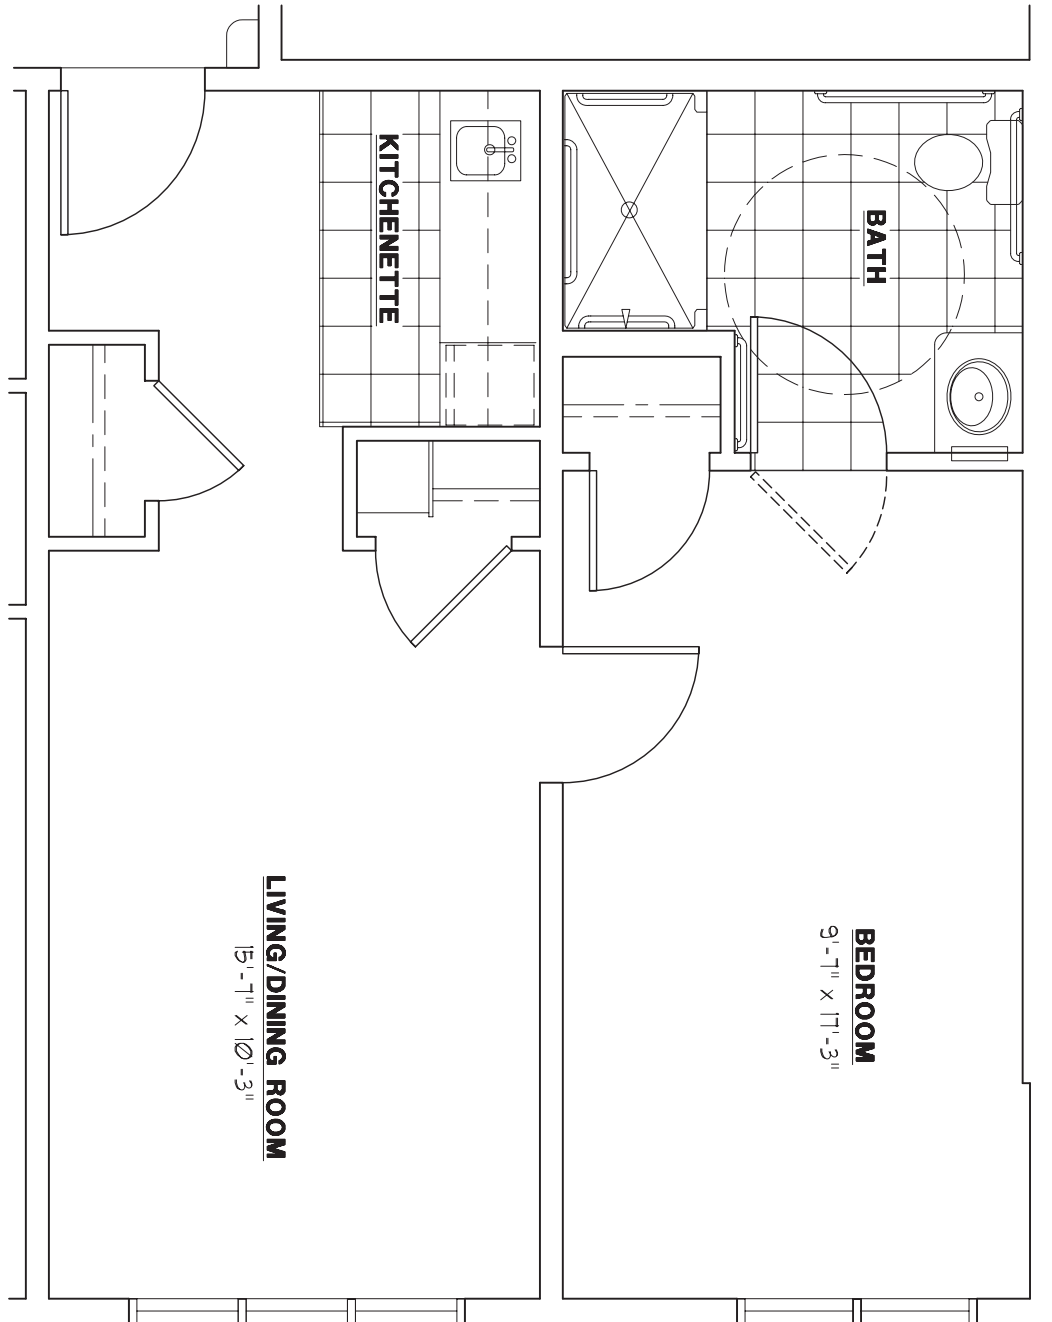 KITCHENETTE
BATH
LIVING/DINING ROOM
15'-7" x 10'-3"
BEDROOM
9'-7" x 17'-3"